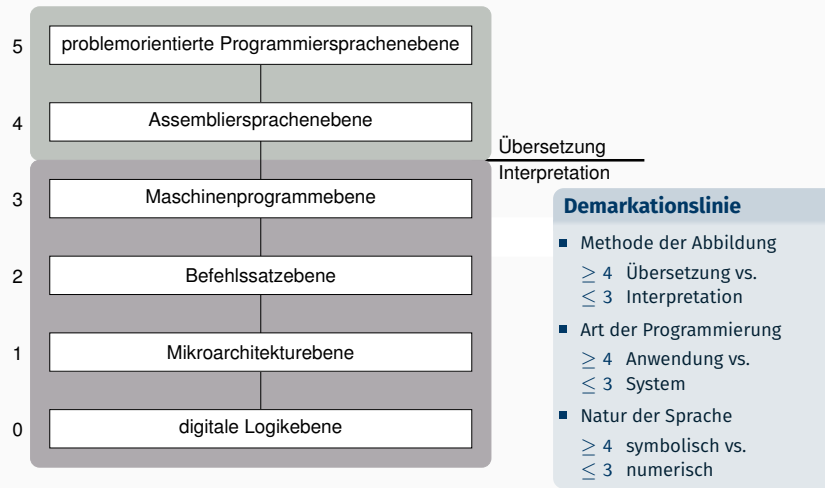 5 problemorientierte Programmiersprachenebene
4 Assembliersprachenebene
Übersetzung
Interpretation
3 Maschinenprogrammebene
2 Befehlssatzebene
1 Mikroarchitekturebene
0 digitale Logikebene
Demarkationslinie
■ Methode der Abbildung
≥ 4 Übersetzung vs.
≤ 3 Interpretation
■ Art der Programmierung
≥ 4 Anwendung vs.
≤ 3 System
■ Natur der Sprache
≥ 4 symbolisch vs.
≤ 3 numerisch